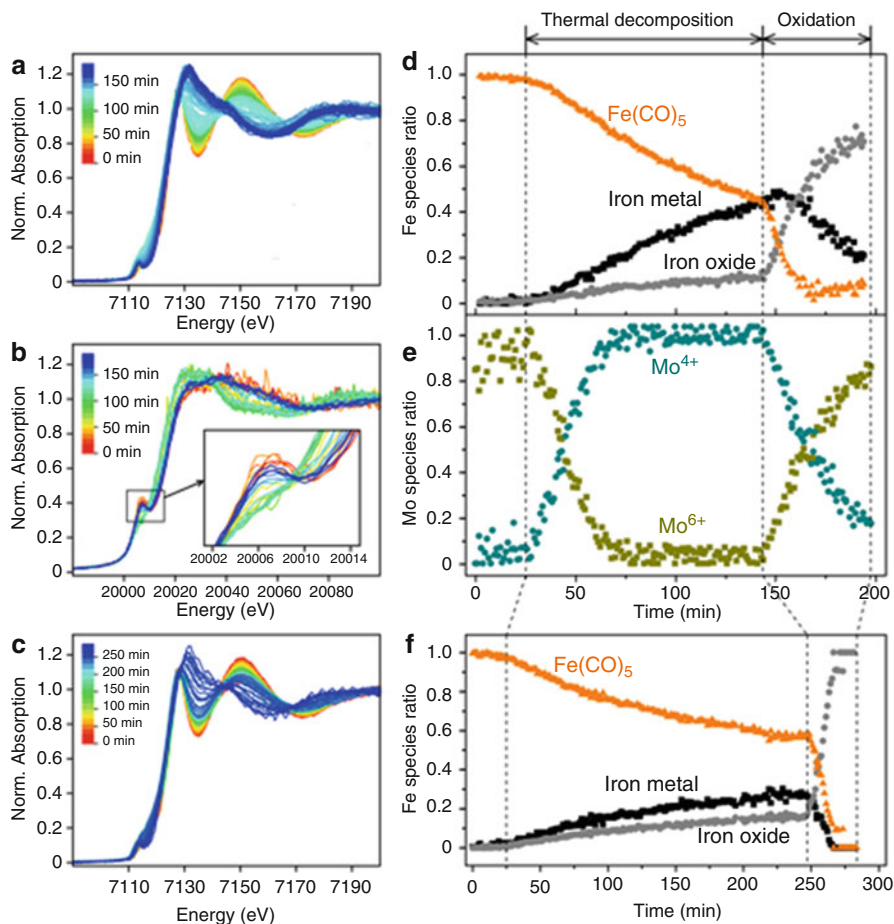 Thermal decomposition
Oxidation
a
Norm. Absorption
1.2
1.0
0.8
0.6
0.4
0.2
0
150 min
100 min
50 min
0 min
7110
7130
7150
7170
7190
Energy (eV)
b
Norm. Absorption
1.2
1.0
0.8
0.6
0.4
0.2
0
150 min
100 min
50 min
0 min
20002
20006
20010
20014
20000
20020
20040
20060
20080
Energy (eV)
c
Norm. Absorption
1.2
1.0
0.8
0.6
0.4
0.2
0
250 min
200 min
150 min
100 min
50 min
0 min
7110
7130
7150
7170
7190
Energy (eV)
d
Fe species ratio
1.0
0.8
0.6
0.4
0.2
0
Fe(CO)5
Iron metal
Iron oxide
e
Mo species ratio
1.0
0.8
0.6
0.4
0.2
0
Mo4+
Mo6+
0
50
100
150
200
Time (min)
f
Fe species ratio
1.0
0.8
0.6
0.4
0.2
0
Fe(CO)5
Iron metal
Iron oxide
0
50
100
150
200
250
300
Time (min)